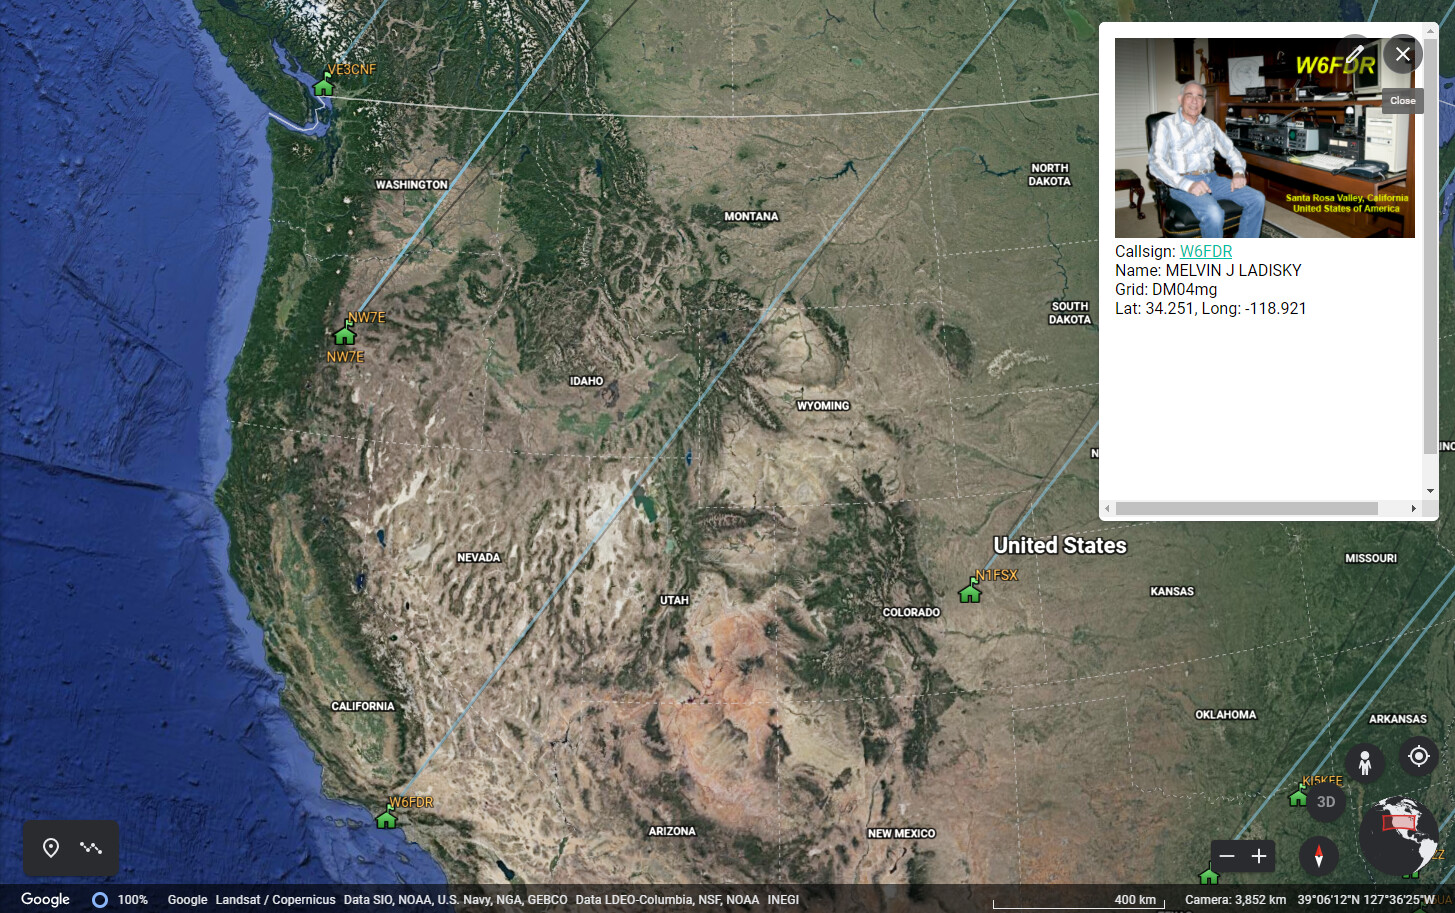 VE3CNF
WASHINGTON
MONTANA
NORTH
DAKOTA
SOUTH
DAKOTA
NW7E
NW7E
IDAHO
WYOMING
N
NEVADA
UTAH
COLORADO
United States
N1FSX
KANSAS
MISSOURI
CALIFORNIA
OKLAHOMA
ARKANSAS
W6FDR
ARIZONA
NEW MEXICO
KI5KEE
W6FDR
Close
Santa Rosa Valley, California
United States of America
Callsign: W6FDR
Name: MELVIN J LADISKY
Grid: DM04mg
Lat: 34.251, Long: -118.921
3D
Google 100% Google Landsat / Copernicus Data SIO, NOAA, U.S. Navy, NGA, GEBCO Data LDEO-Columbia, NSF, NOAA INEGI 400 km Camera: 3,852 km 39°06'12"N 127°36'25"W